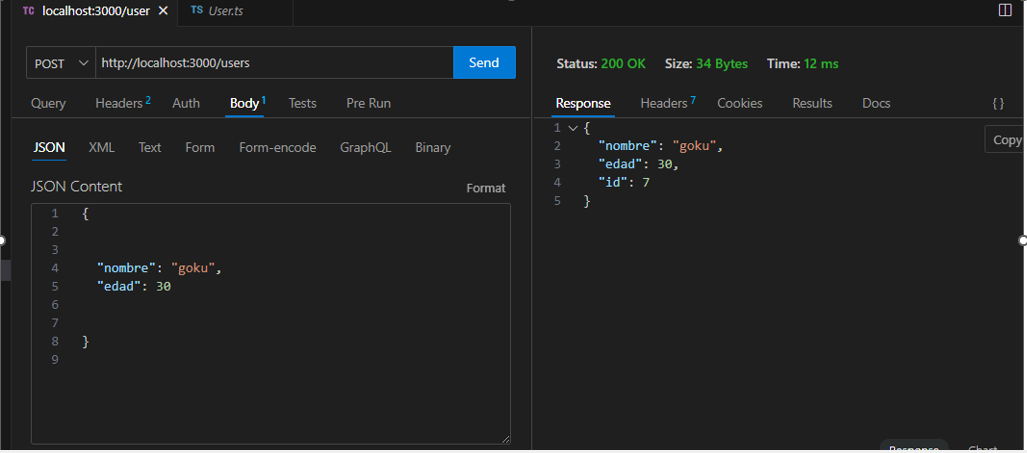 TC localhost:3000/user × TS User.ts
POST http://localhost:3000/users Send
Query Headers 2 Auth Body 1 Tests Pre Run
JSON XML Text Form Form-encode GraphQL Binary
JSON Content Format
1 {
2
3
4 "nombre": "goku",
5 "edad": 30
6
7
8 }
9
Status: 200 OK Size: 34 Bytes Time: 12 ms
Response Headers 7 Cookies Results Docs { }
1 {
2 "nombre": "goku",
3 "edad": 30,
4 "id": 7
5 }
Copy
Response Chart